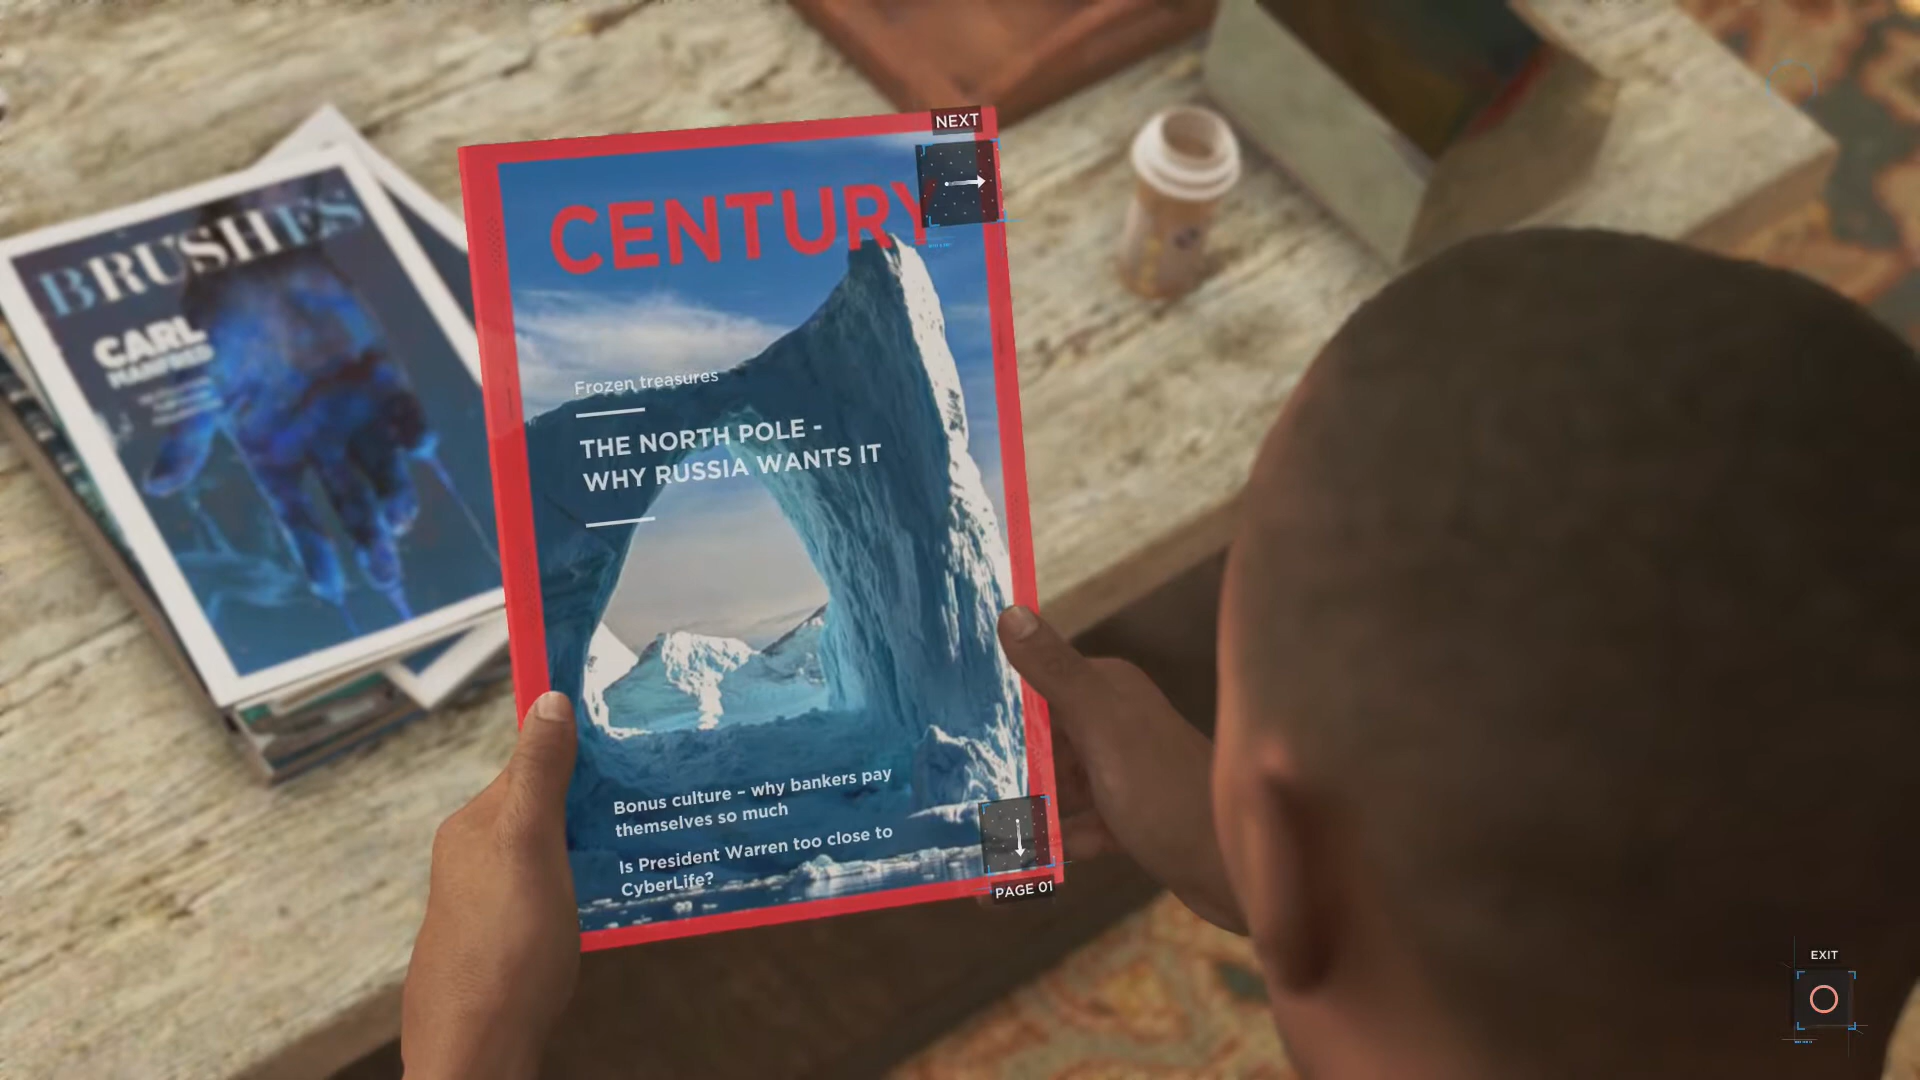 BRUSHES
CARL
MANFRED
CENTURY
Frozen treasures
THE NORTH POLE -
WHY RUSSIA WANTS IT
Bonus culture – why bankers pay
themselves so much
Is President Warren too close to
CyberLife?
NEXT
PAGE 01
EXIT